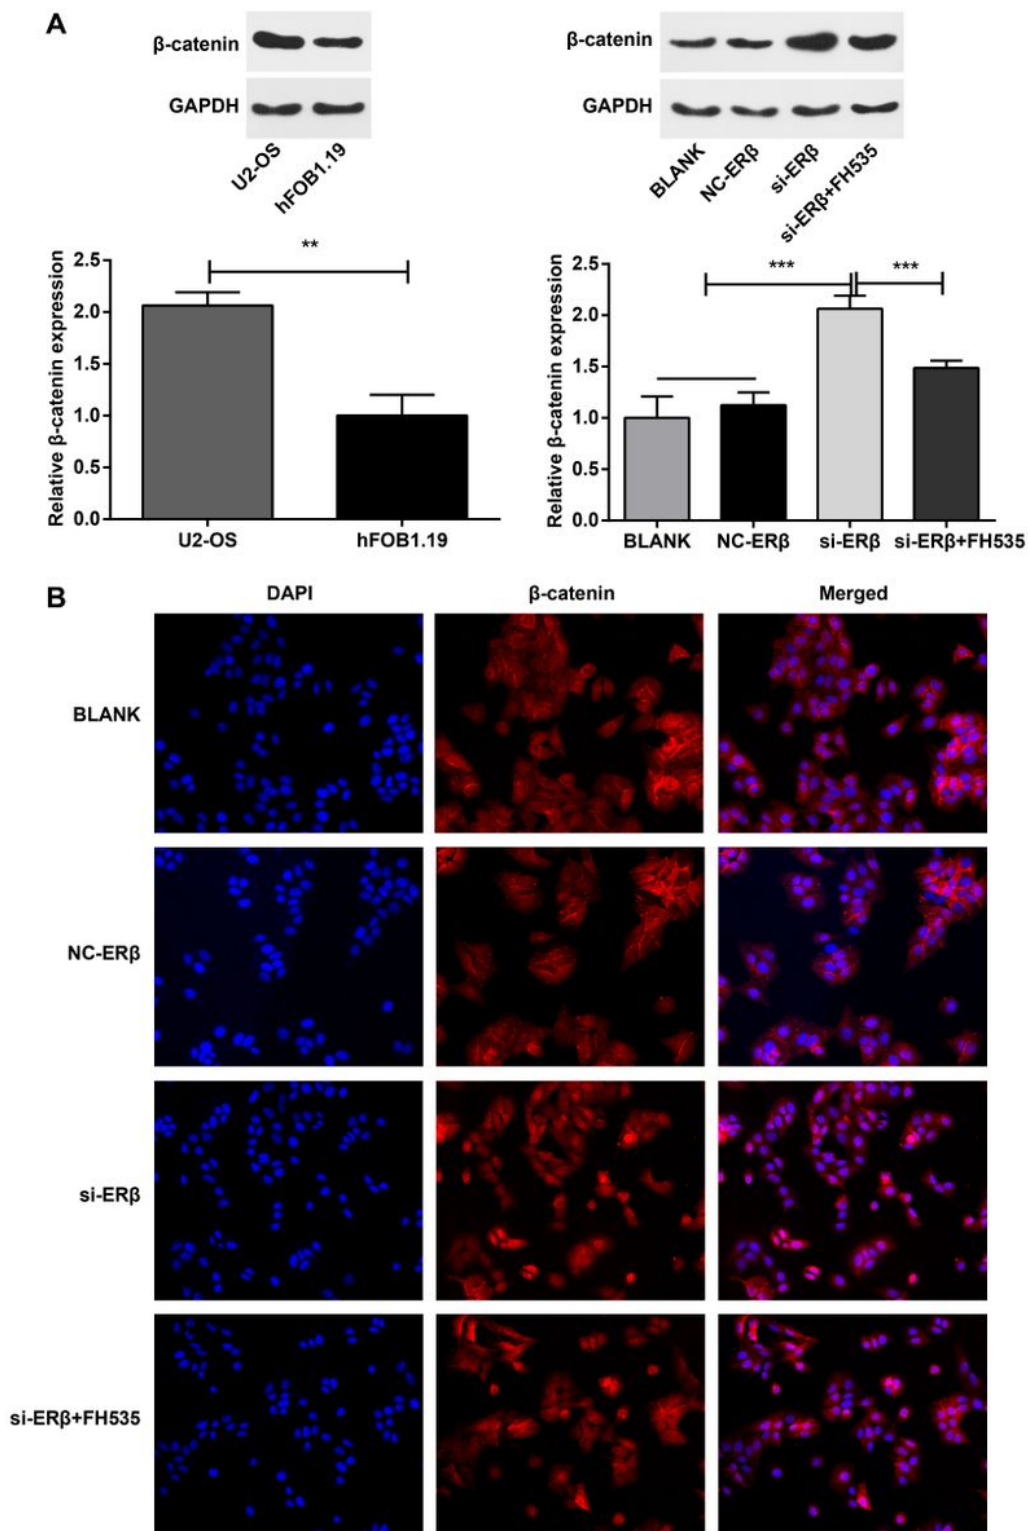 A
β-catenin
GAPDH
U2-OS
hFOB1.19
β-catenin
GAPDH
BLANK
NC-ERβ
si-ERβ
si-ERβ+FH535
Relative β-catenin expression
2.5
2.0
1.5
1.0
0.5
0.0
**
U2-OS
hFOB1.19
Relative β-catenin expression
2.5
2.0
1.5
1.0
0.5
0.0
***
***
BLANK
NC-ERβ
si-ERβ
si-ERβ+FH535
B
DAPI
β-catenin
Merged
BLANK
NC-ERβ
si-ERβ
si-ERβ+FH535